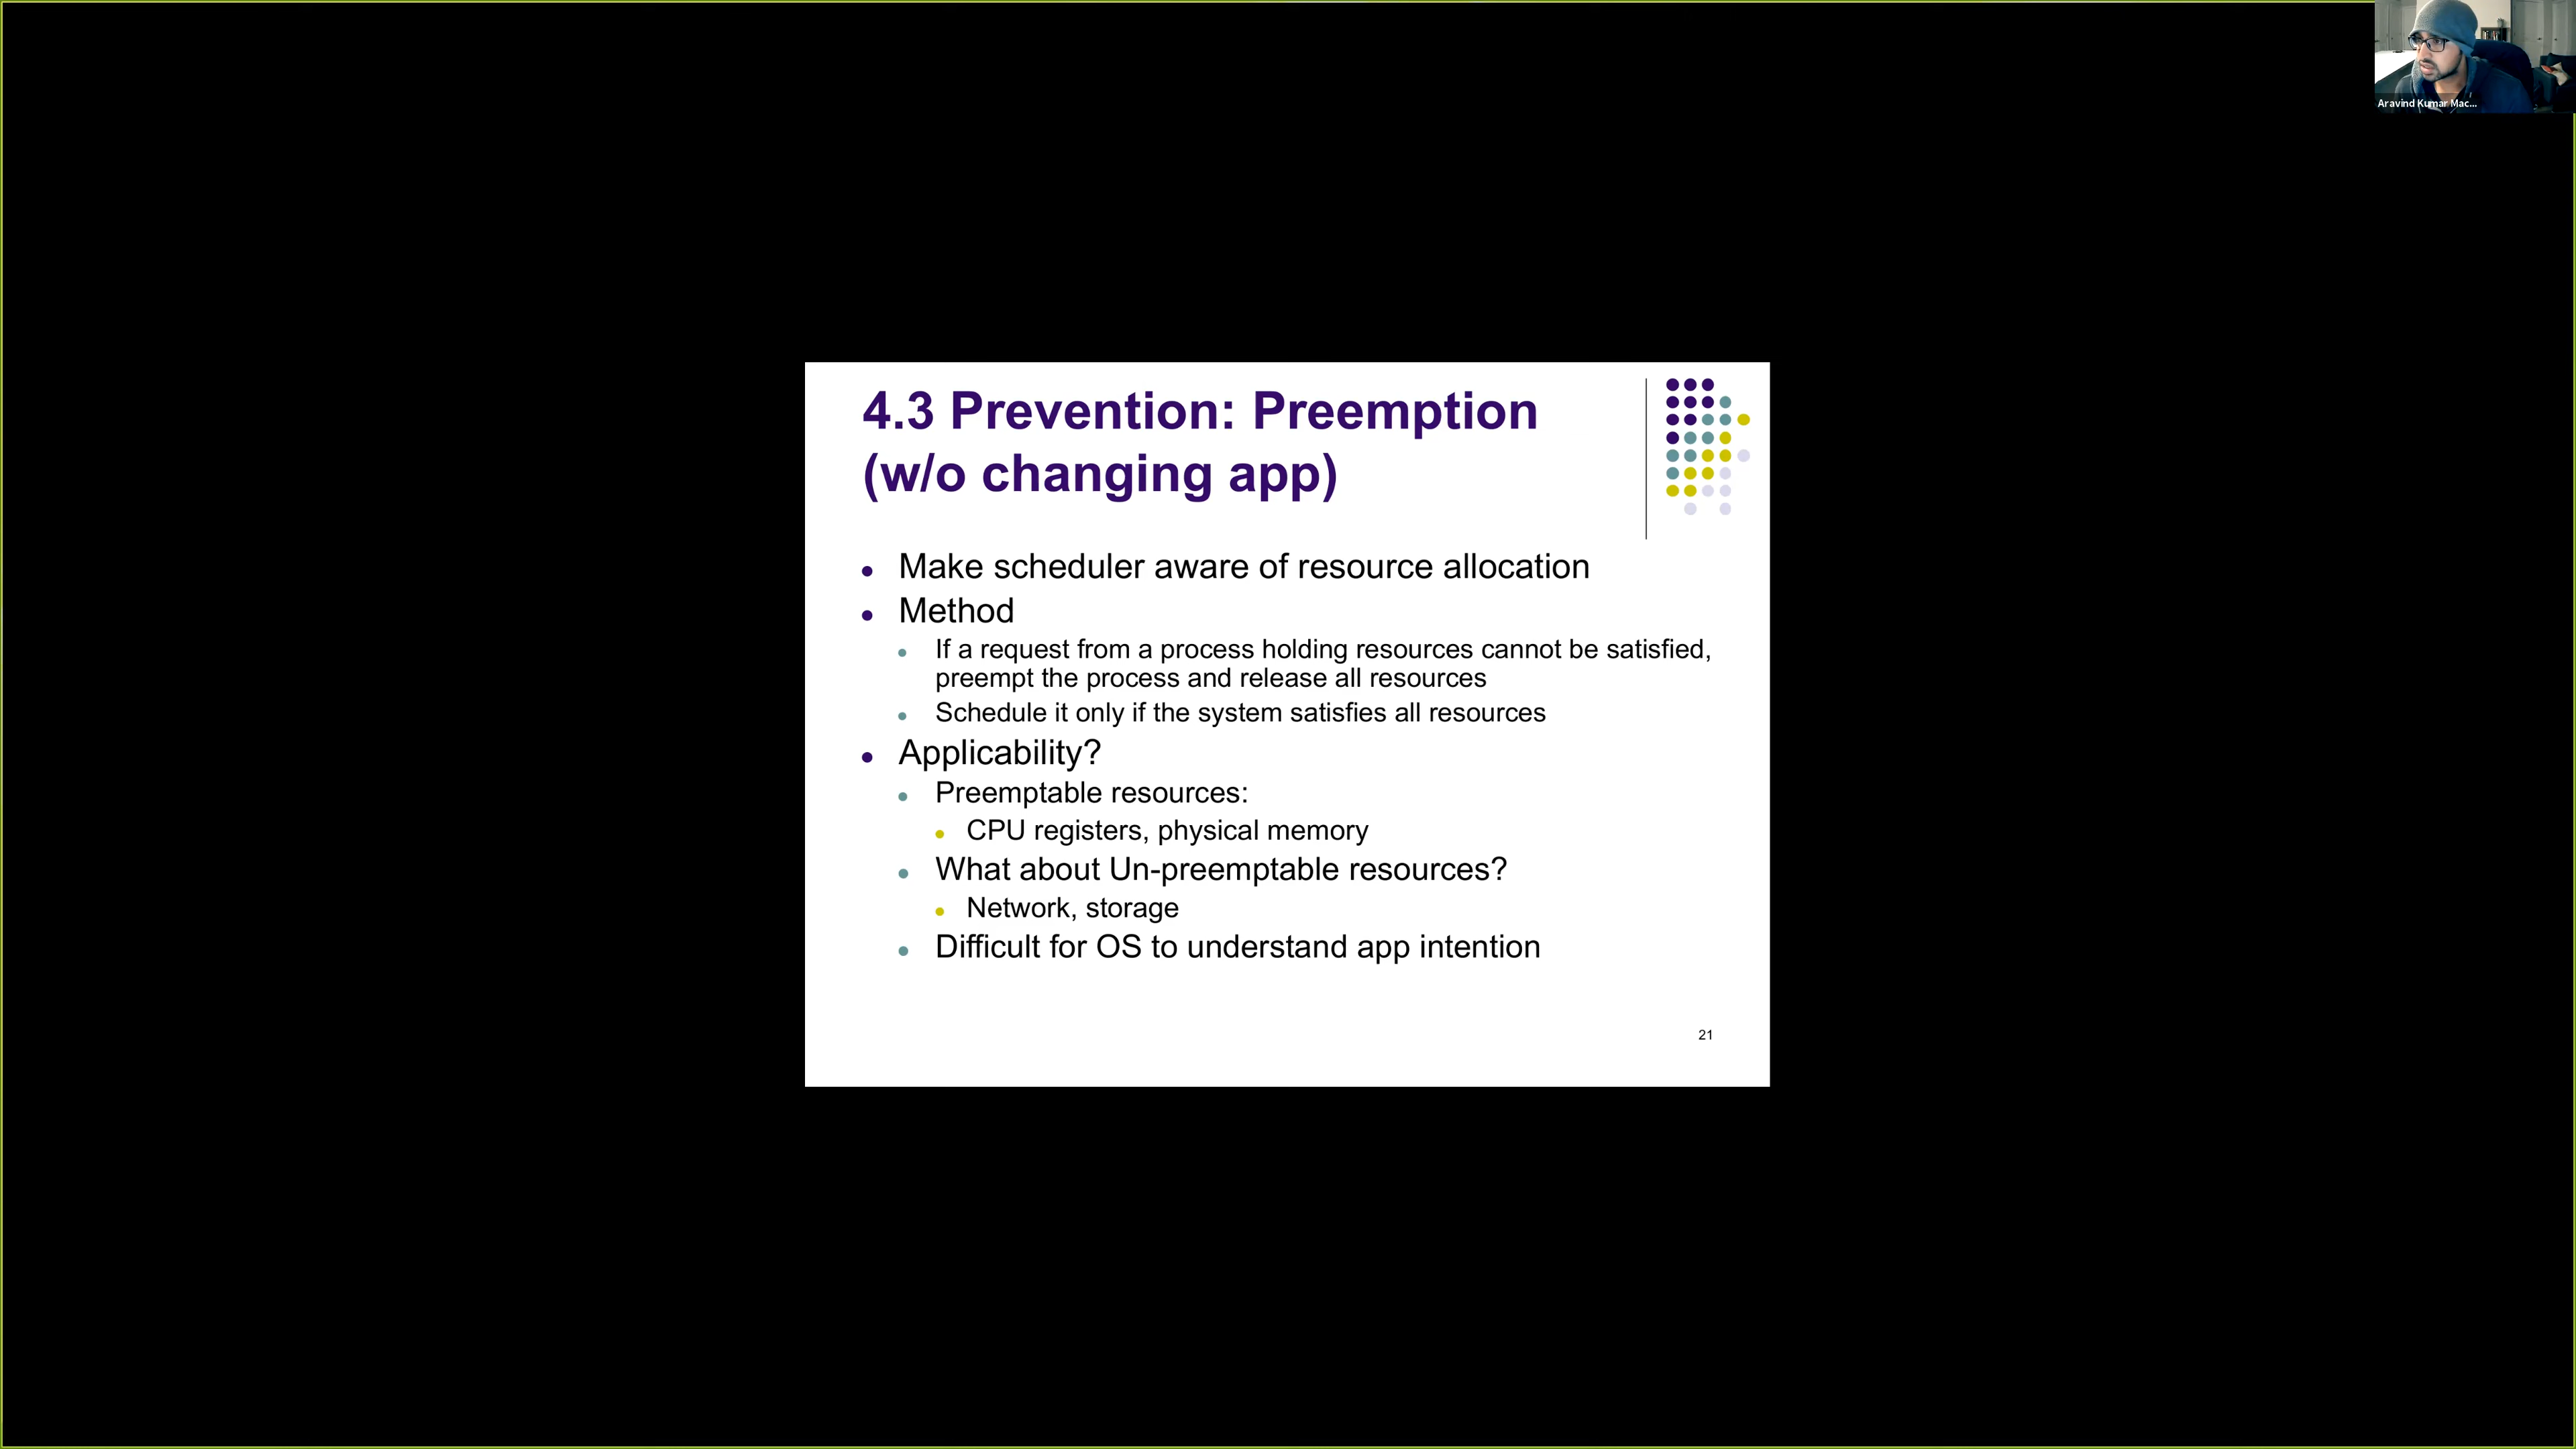 Aravind Kumar Mac...
4.3 Prevention: Preemption
(w/o changing app)
Make scheduler aware of resource allocation
Method
If a request from a process holding resources cannot be satisfied,
preempt the process and release all resources
Schedule it only if the system satisfies all resources
Applicability?
Preemptable resources:
CPU registers, physical memory
What about Un-preemptable resources?
Network, storage
Difficult for OS to understand app intention
21